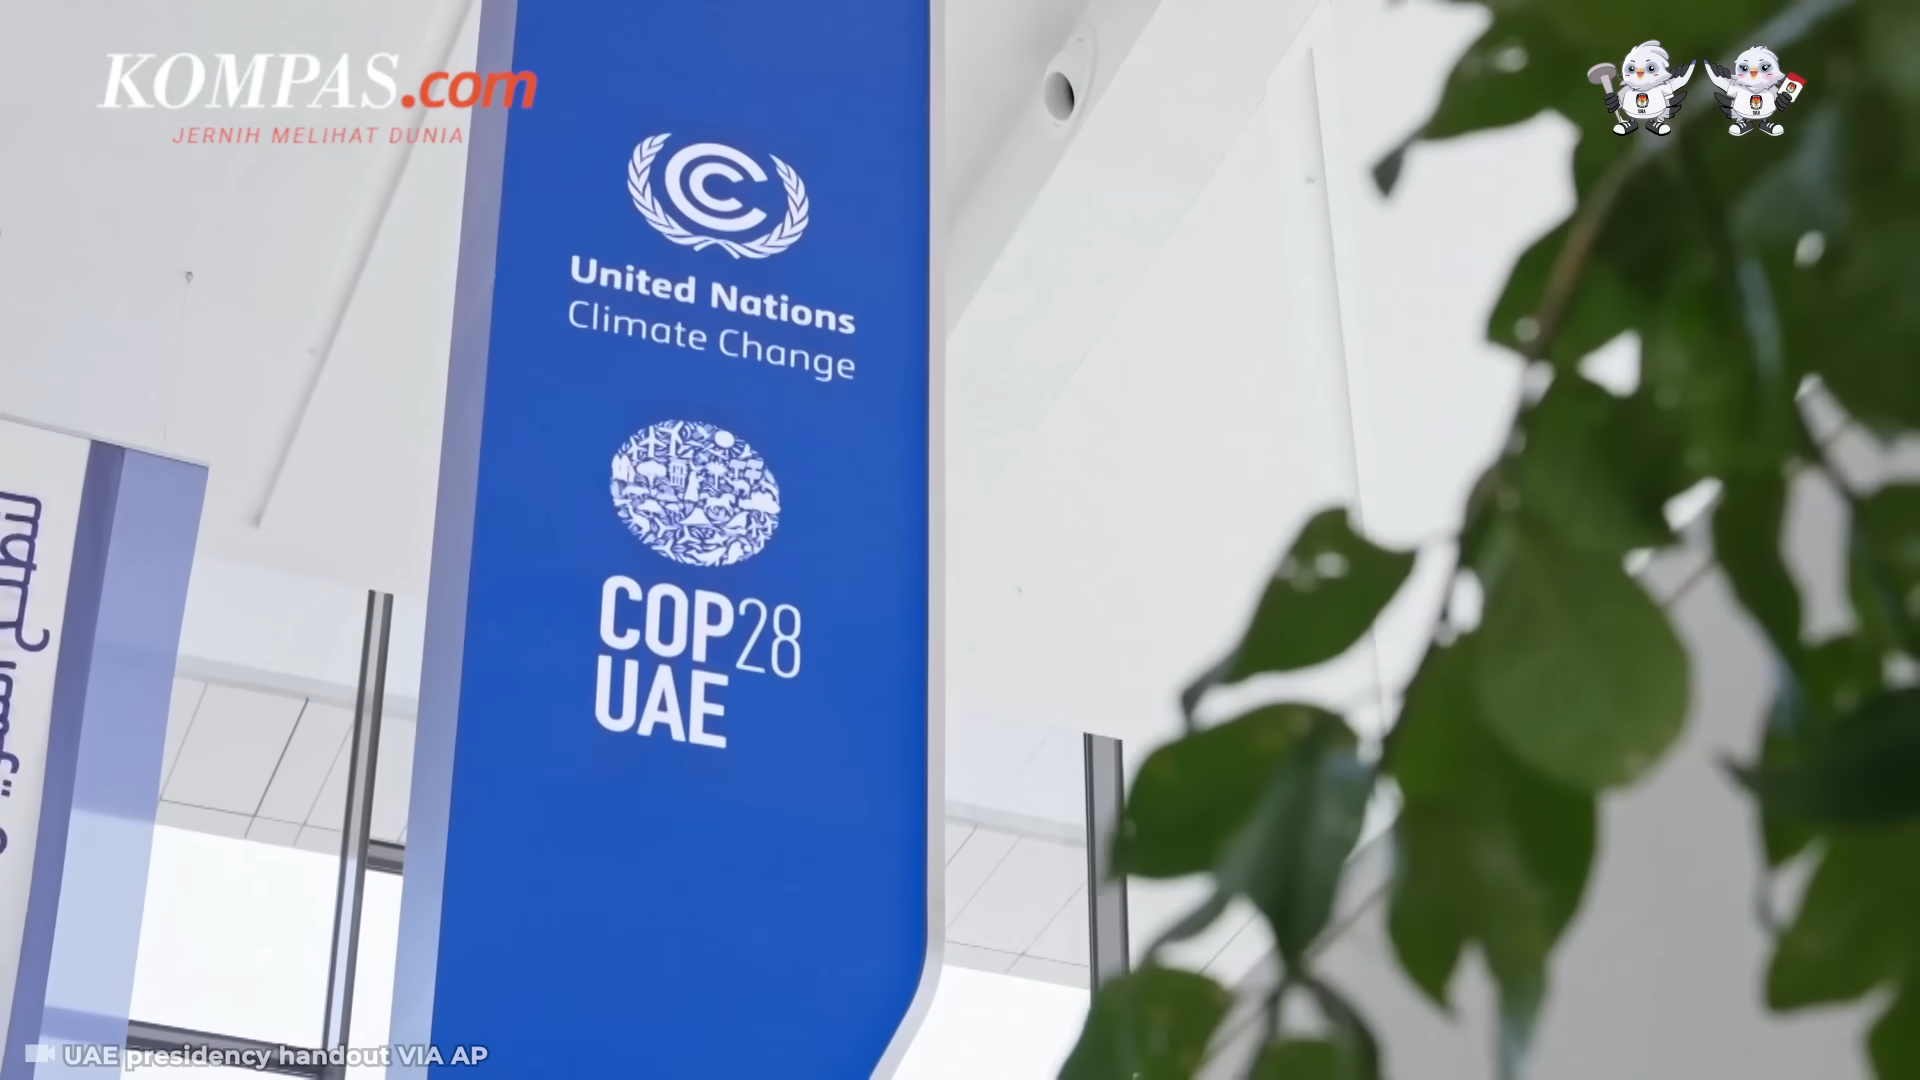 KOMPAS.com
JERNIH MELIHAT DUNIA
United Nations
Climate Change
COP28
UAE
UAE presidency handout VIA AP